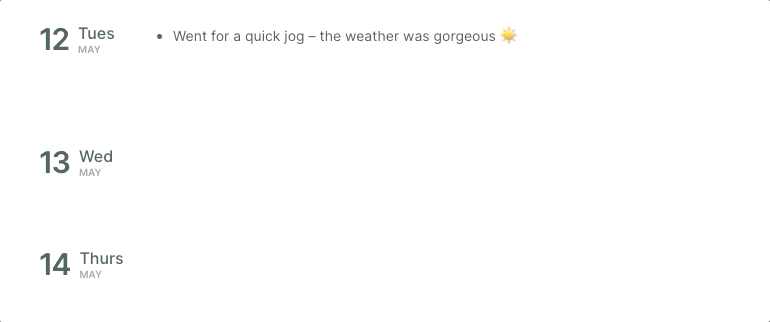 12 Tues
MAY
• Went for a quick jog – the weather was gorgeous ☀️
13 Wed
MAY
14 Thurs
MAY